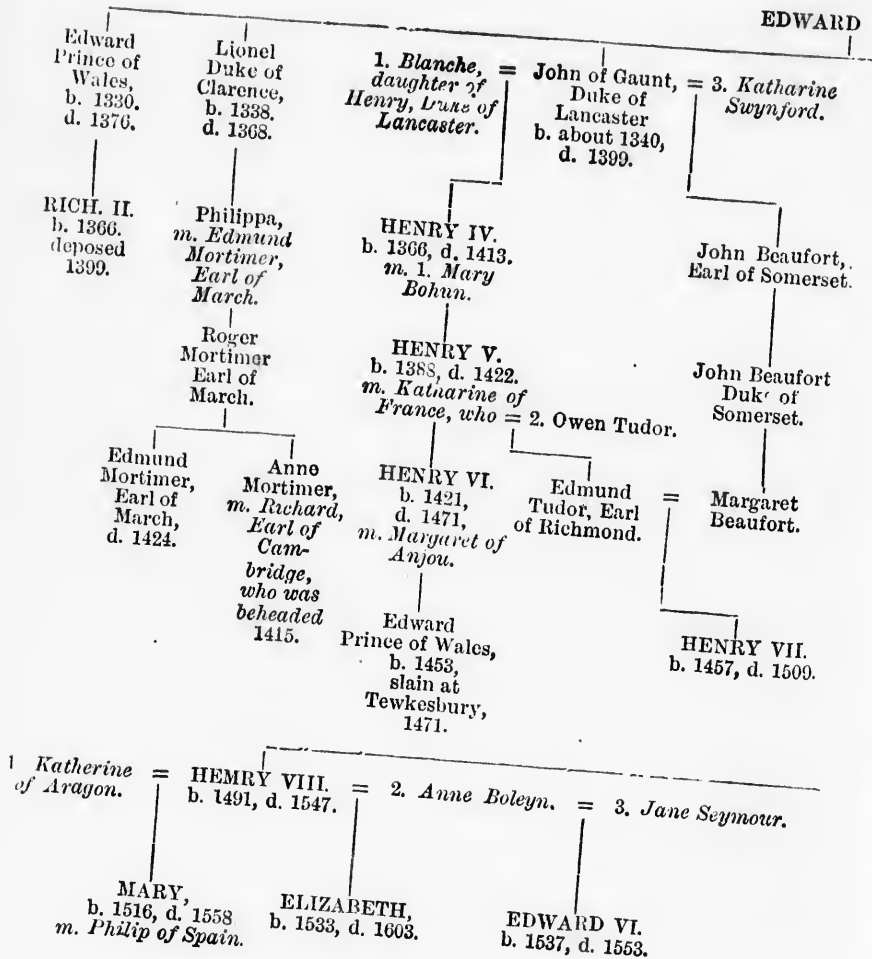 EDWARD
Edward
Prince of
Wales,
b. 1330.
d. 1376.
Lionel
Duke of
Clarence,
b. 1338.
d. 1368.
1. Blanche,
daughter of
Henry, Duke of
Lancaster.
=
John of Gaunt,
Duke of
Lancaster
b. about 1340,
d. 1399.
= 3. Katharine
Swynford.
RICH. II.
b. 1366.
deposed
1399.
Philippa,
m. Edmund
Mortimer,
Earl of
March.
HENRY IV.
b. 1366, d. 1413.
m. 1. Mary
Bohun.
John Beaufort,
Earl of Somerset.
Roger
Mortimer
Earl of
March.
HENRY V.
b. 1388, d. 1422.
m. Katharine of
France, who = 2. Owen Tudor.
John Beaufort
Duke of
Somerset.
Edmund
Mortimer,
Earl of
March,
d. 1424.
Anne
Mortimer,
m. Richard,
Earl of
Cam-
bridge,
who was
beheaded
1415.
HENRY VI.
b. 1421,
d. 1471,
m. Margaret of
Anjou.
Edmund
Tudor, Earl
of Richmond.
=
Margaret
Beaufort.
Edward
Prince of Wales,
b. 1453,
slain at
Tewkesbury,
1471.
HENRY VII.
b. 1457, d. 1509.
1 Katherine
of Aragon.
= HEMRY VIII. = 2. Anne Boleyn. = 3. Jane Seymour.
b. 1491, d. 1547.
MARY,
b. 1516, d. 1558
m. Philip of Spain.
ELIZABETH,
b. 1533, d. 1603.
EDWARD VI.
b. 1537, d. 1553.